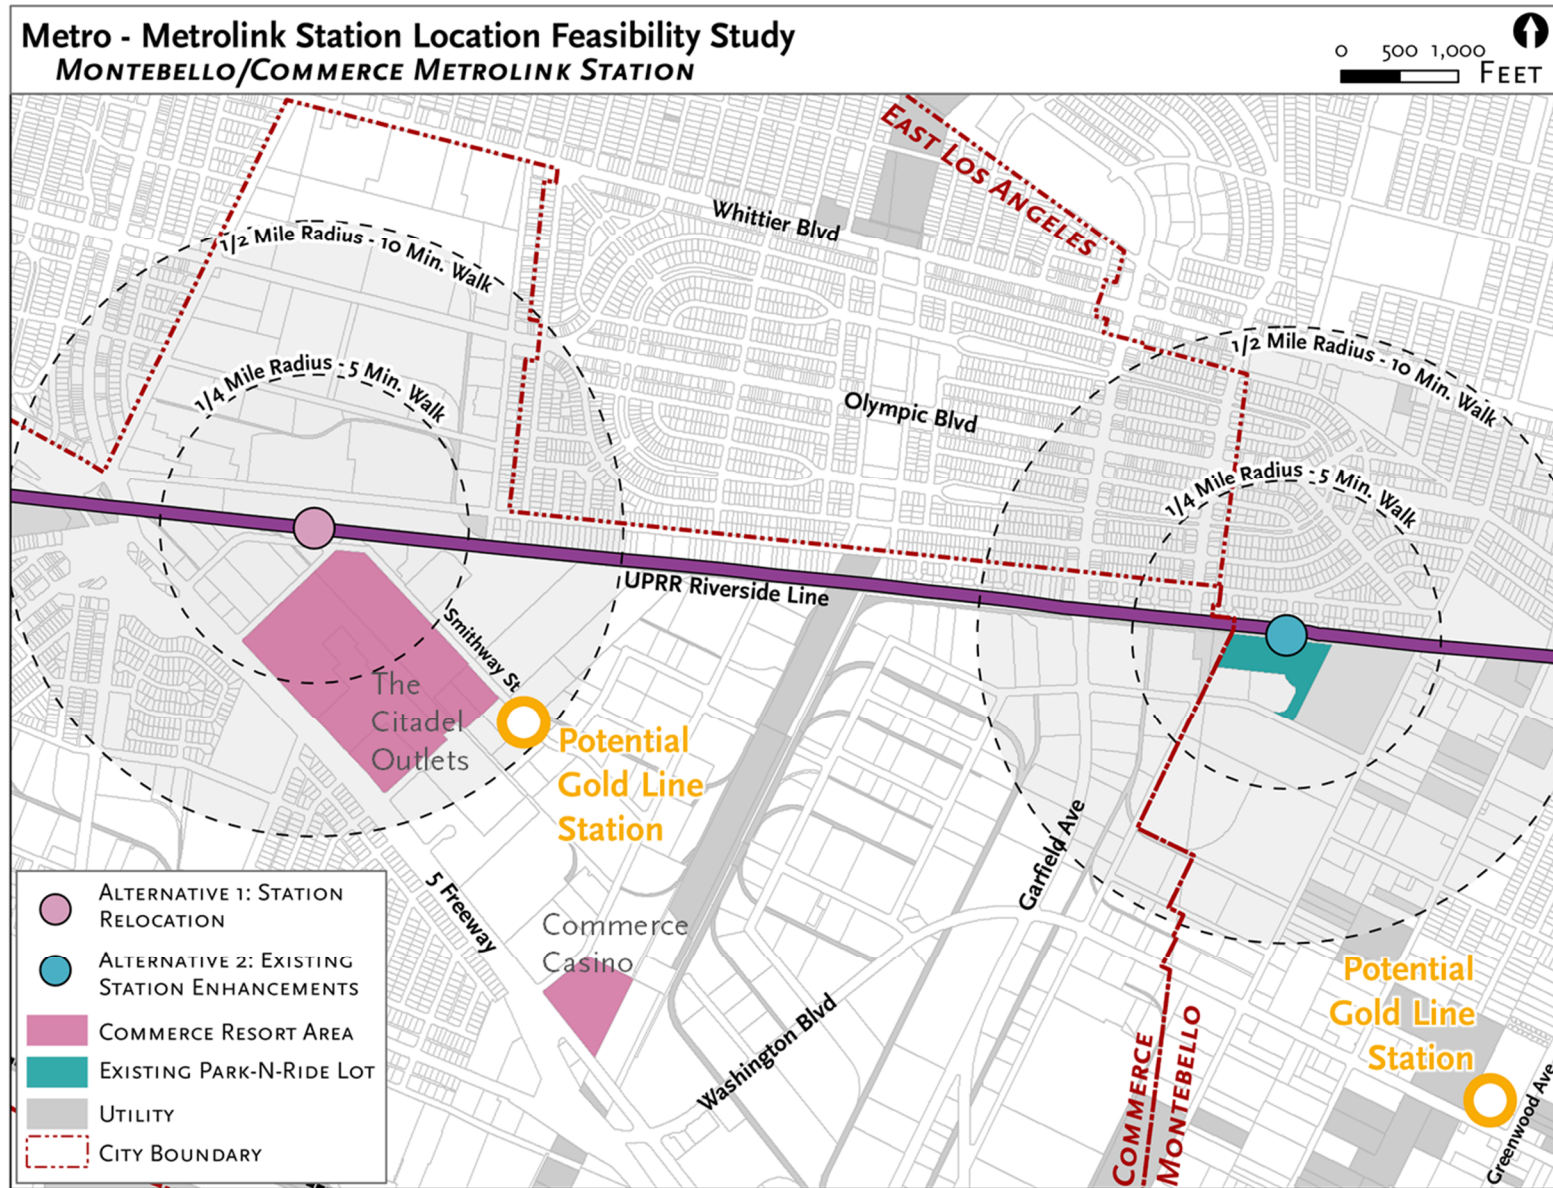 Metro - Metrolink Station Location Feasibility Study
MONTEBELLO/COMMERCE METROLINK STATION
0 500 1,000
FEET
EAST LOS ANGELES
Whittier Blvd
1/2 Mile Radius - 10 Min. Walk
1/4 Mile Radius - 5 Min. Walk
1/2 Mile Radius - 10 Min. Walk
Olympic Blvd
1/4 Mile Radius - 5 Min. Walk
UPRR Riverside Line
Smithway St
The
Citadel
Outlets
Potential
Gold Line
Station
Garfield Ave
5 Freeway
Commerce
Casino
Washington Blvd
Potential
Gold Line
Station
COMMERCE
MONTEBELLO
Greenwood Ave
ALTERNATIVE 1: STATION
RELOCATION
ALTERNATIVE 2: EXISTING
STATION ENHANCEMENTS
COMMERCE RESORT AREA
EXISTING PARK-N-RIDE LOT
UTILITY
CITY BOUNDARY